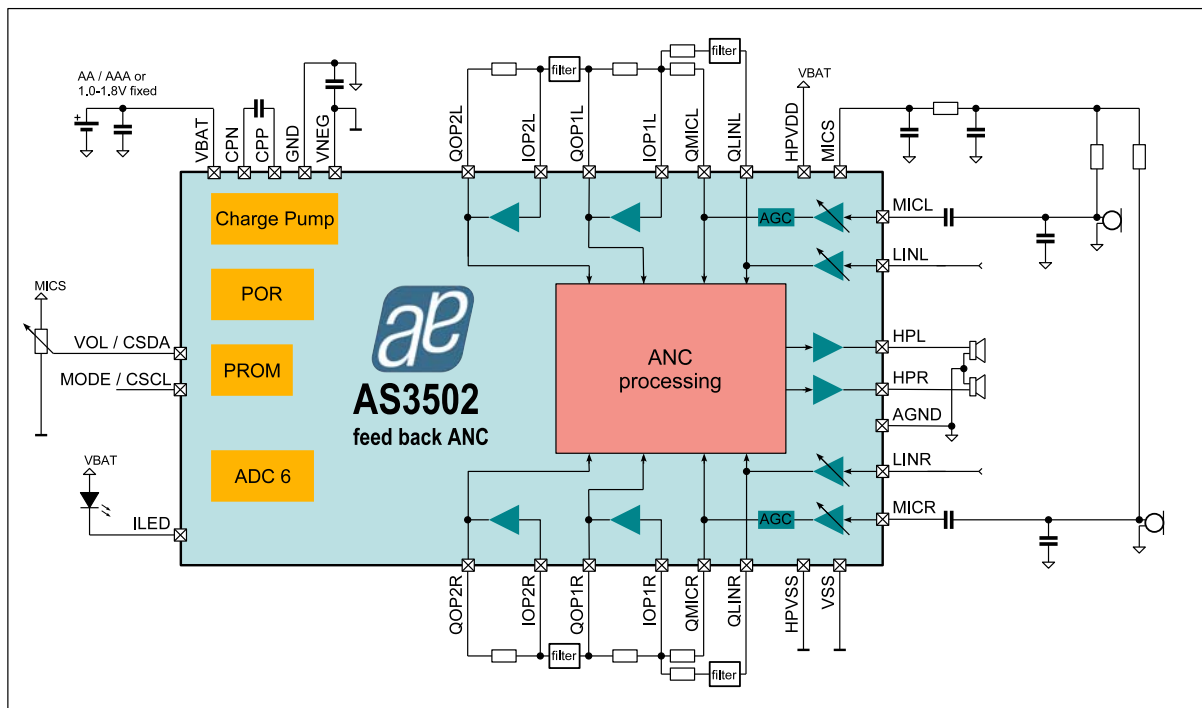 AA / AAA or
1.0-1.8V fixed
VBAT
CPN
CPP
GND
VNEG
QOP2L
IOP2L
filter
QOP1L
IOP1L
QMICL
filter
QLINL
VBAT
HPVDD
MICS
Charge Pump
POR
PROM
ADC 6
MICS
VOL / CSDA
MODE / CSCL
VBAT
ILED
ae
AS3502
feed back ANC
ANC
processing
AGC
AGC
MICL
LINL
HPL
HPR
AGND
LINR
MICR
QOP2R
IOP2R
filter
QOP1R
IOP1R
QMICR
filter
QLINR
HPVSS
VSS